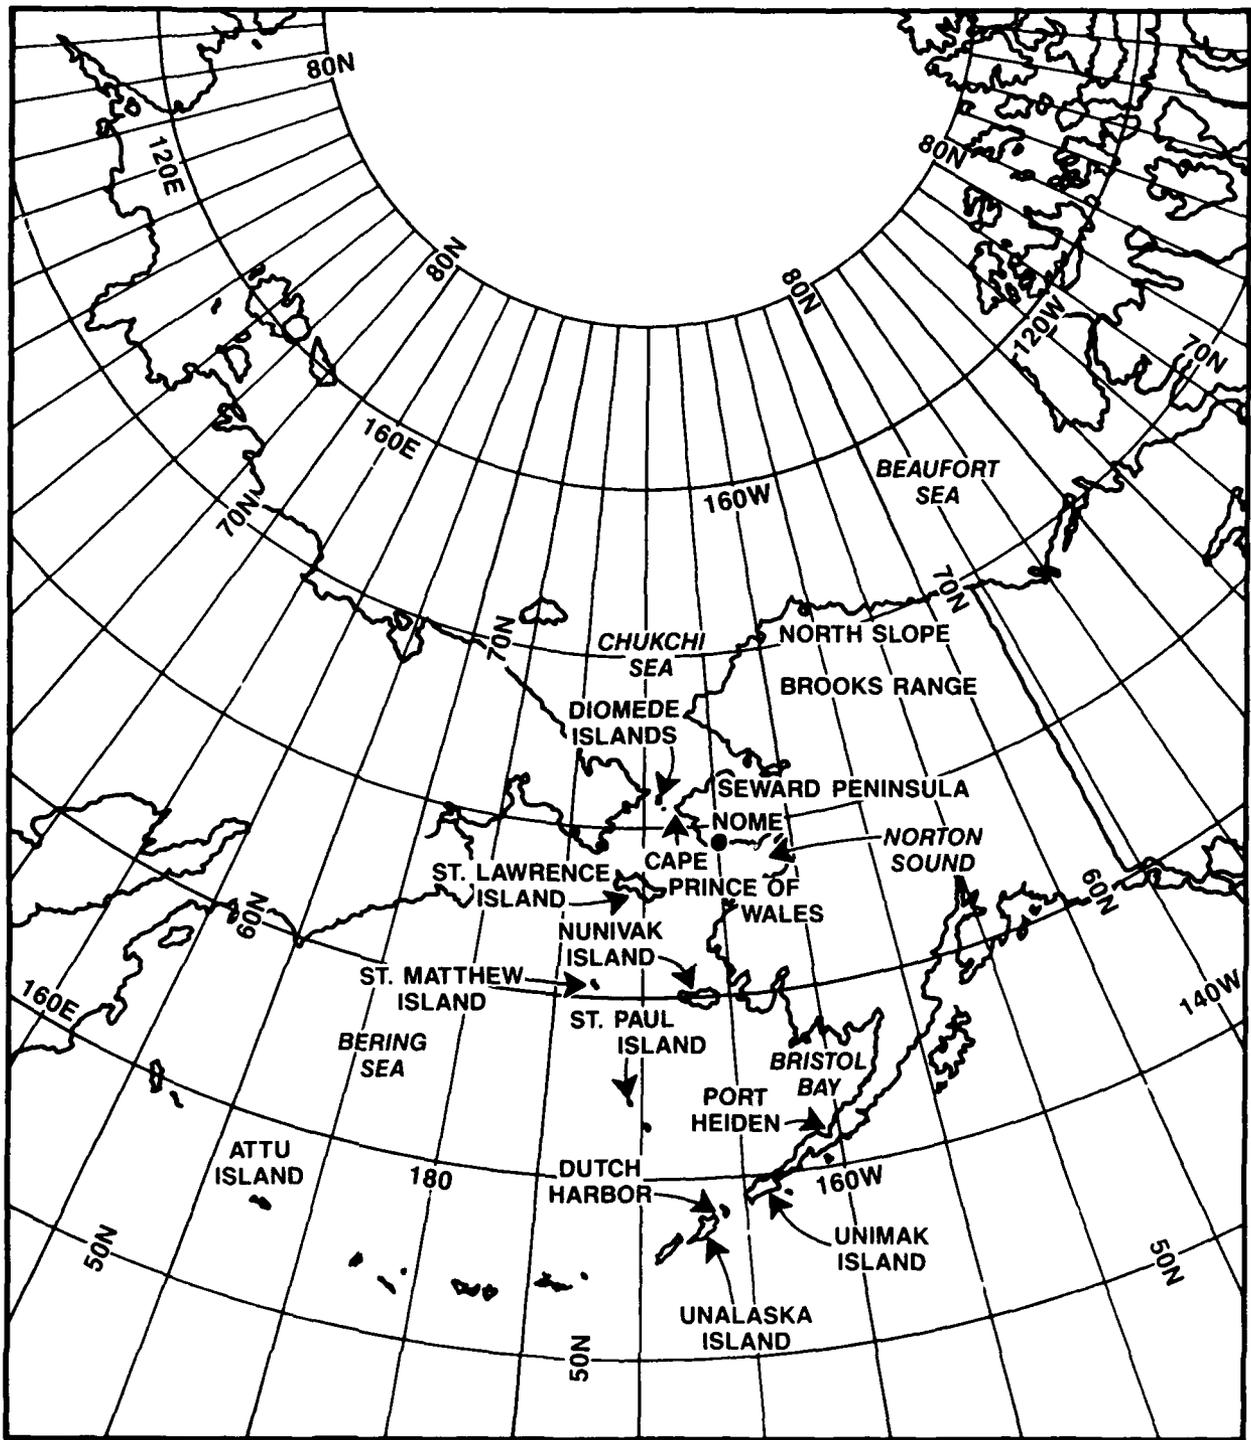 80N
120E
80N
80N
80N
120W
70N
160E
BEAUFORT
SEA
160W
70N
70N
70N
CHUKCHI
SEA
NORTH SLOPE
BROOKS RANGE
DIOMEDE
ISLANDS
SEWARD PENINSULA
NOME
NORTON
SOUND
CAPE
PRINCE OF
WALES
ST. LAWRENCE
ISLAND
60N
60N
NUNIVAK
ISLAND
ST. MATTHEW
ISLAND
160E
140W
ST. PAUL
ISLAND
BERING
SEA
BRISTOL
BAY
PORT
HEIDEN
ATTU
ISLAND
180
DUTCH
HARBOR
160W
UNIMAK
ISLAND
50N
50N
UNALASKA
ISLAND
50N